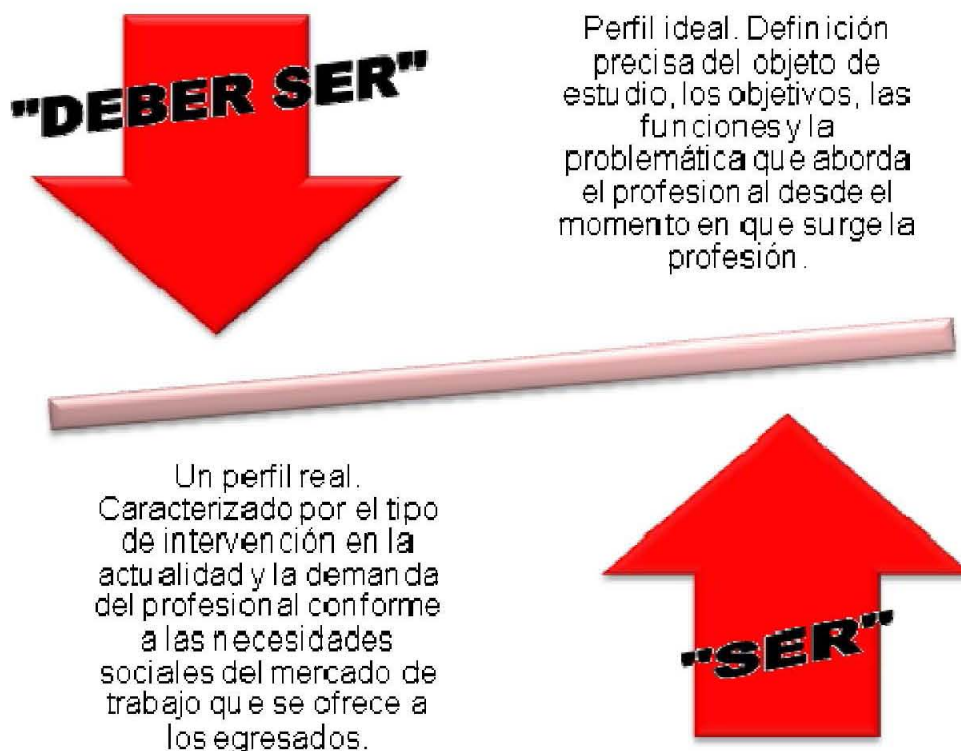 "DEBER SER"
Perfil ideal. Definición
precisa del objeto de
estudio, los objetivos, las
funciones y la
problemática que aborda
el profesional desde el
momento en que surge la
profesión.
Un perfil real.
Caracterizado por el tipo
de intervención en la
actualidad y la demanda
del profesional conforme
a las necesidades
sociales del mercado de
trabajo que se ofrece a
los egresados.
"SER"